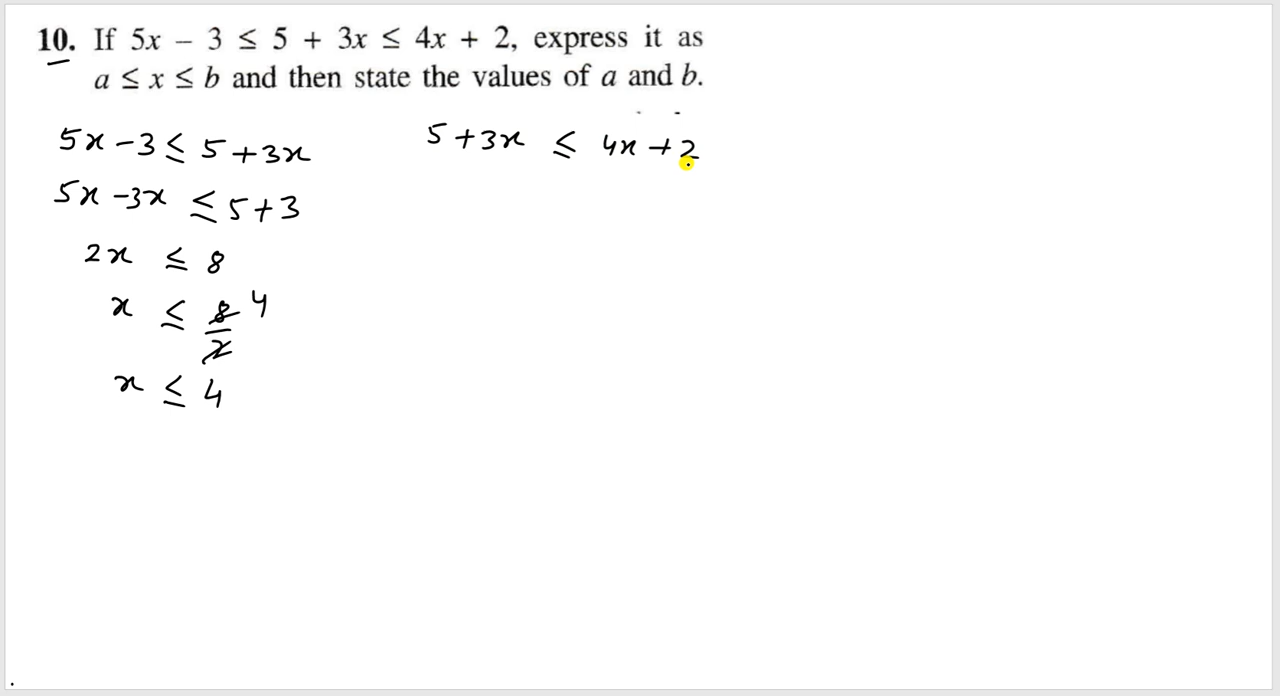 10. If 5x − 3 ≤ 5 + 3x ≤ 4x + 2, express it as
a ≤ x ≤ b and then state the values of a and b.
5x − 3 ≤ 5 + 3x
5x − 3x ≤ 5 + 3
2x ≤ 8
x ≤ 8/2 4
x ≤ 4
5 + 3x ≤ 4x + 2